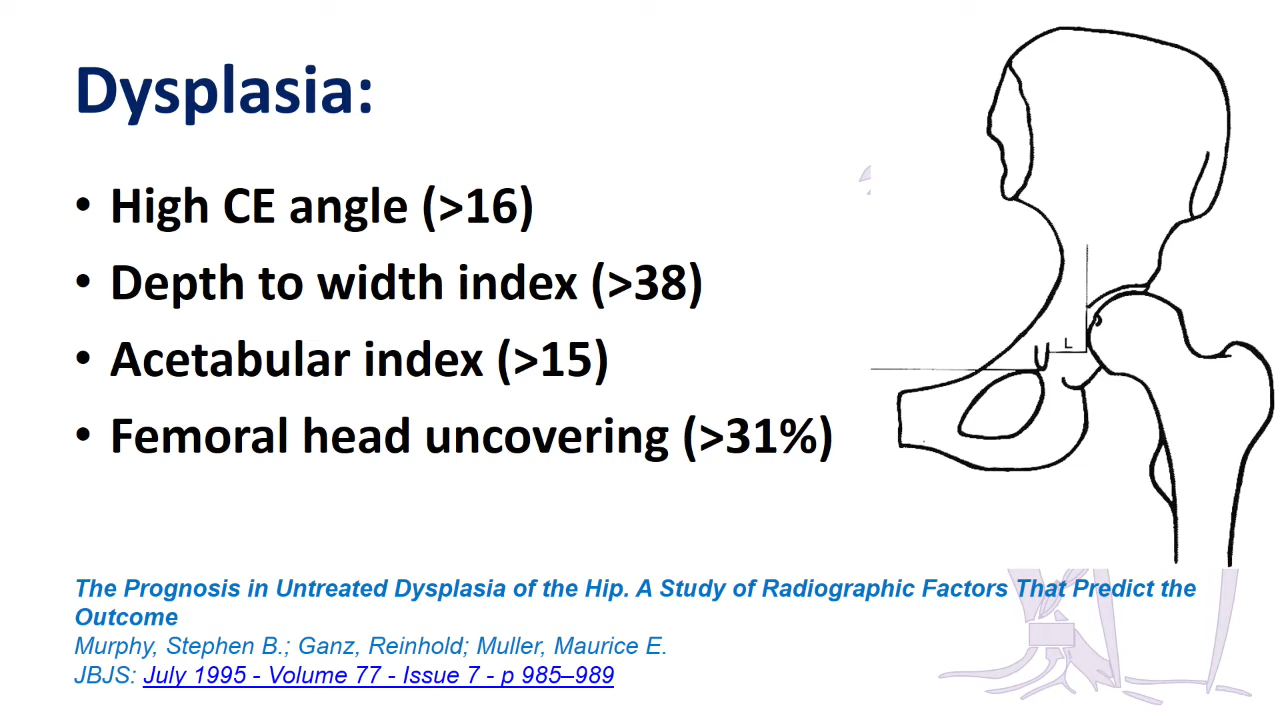 Dysplasia:
• High CE angle (>16)
• Depth to width index (>38)
• Acetabular index (>15)
• Femoral head uncovering (>31%)
L
The Prognosis in Untreated Dysplasia of the Hip. A Study of Radiographic Factors That Predict the
Outcome
Murphy, Stephen B.; Ganz, Reinhold; Muller, Maurice E.
JBJS: July 1995 - Volume 77 - Issue 7 - p 985–989